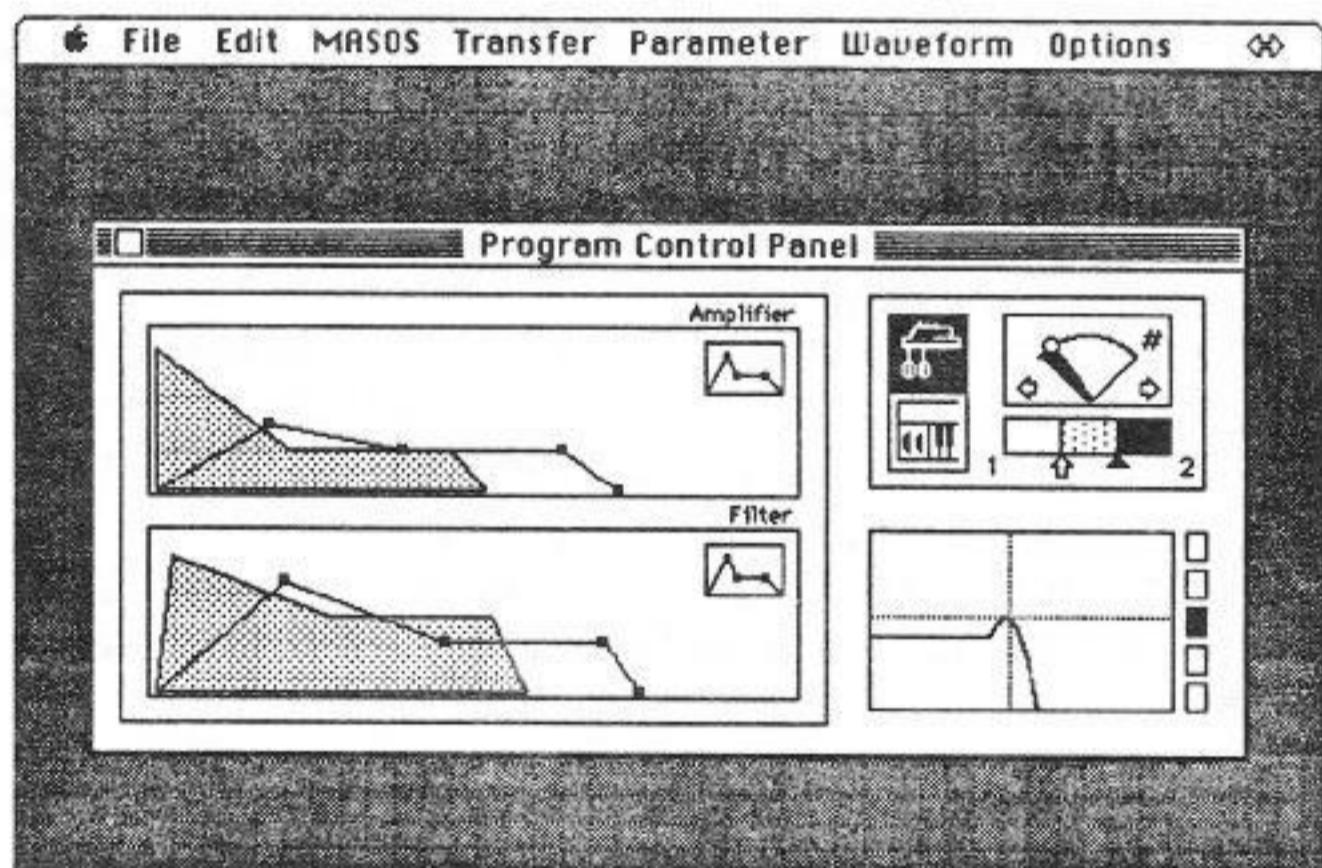 File Edit MASOS Transfer Parameter Waveform Options
Program Control Panel
Amplifier
#
1 2
Filter